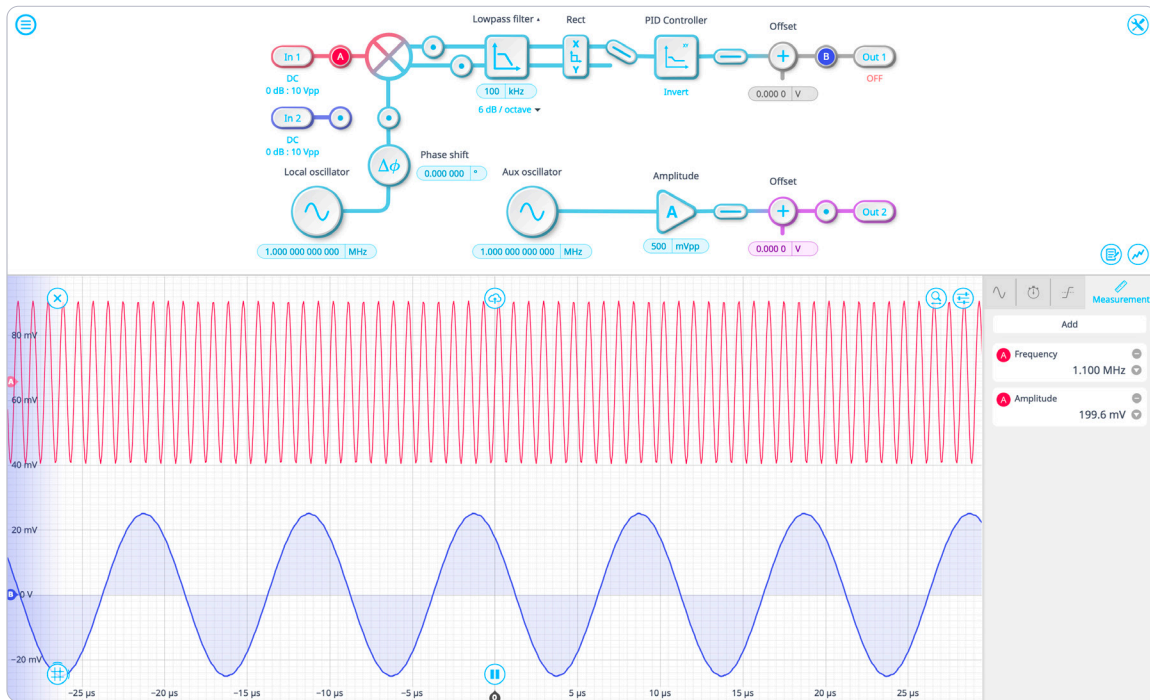 Lowpass filter
Rect
PID Controller
Offset
In 1
A
X
Y
B
Out 1
DC
0 dB : 10 Vpp
100 kHz
Invert
0.000 0 V
OFF
6 dB / octave
In 2
DC
0 dB : 10 Vpp
Δϕ
Phase shift
0.000 000 °
Local oscillator
Aux oscillator
Amplitude
Offset
A
Out 2
1.000 000 000 000 MHz
1.000 000 000 000 MHz
500 mVpp
0.000 0 V
Measurement
Add
A Frequency
1.100 MHz
A Amplitude
199.6 mV
80 mV
A
60 mV
40 mV
20 mV
B 0 V
−20 mV
−25 µs −20 µs −15 µs −10 µs −5 µs 0 5 µs 10 µs 15 µs 20 µs 25 µs